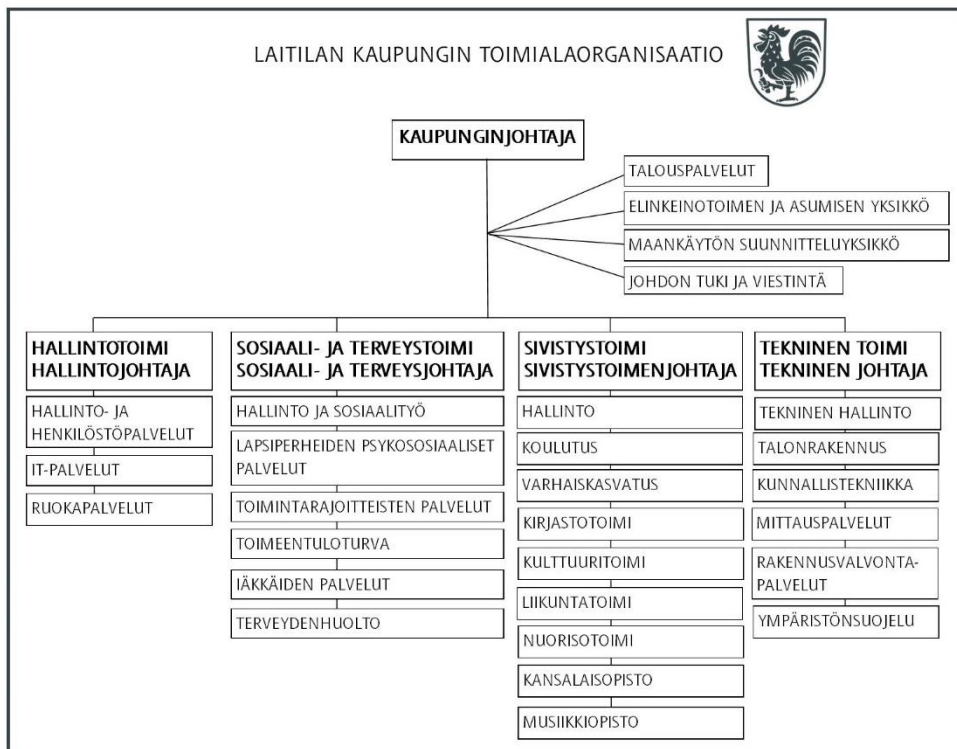 LAITILAN KAUPUNGIN TOIMIALAORGANISAATIO
KAUPUNGINJOHTAJA
TALOUSPALVELUT
ELINKEINOTOIMEN JA ASUMISEN YKSIKKÖ
MAANKÄYTÖN SUUNNITTELUYKSIKKÖ
JOHDON TUKI JA VIESTINTÄ
HALLINTOTOIMI
HALLINTOJOHTAJA
HALLINTO- JA
HENKILÖSTÖPALVELUT
IT-PALVELUT
RUOKAPALVELUT
SOSIAALI- JA TERVEYSTOIMI
SOSIAALI- JA TERVEYSJOHTAJA
HALLINTO JA SOSIAALITYÖ
LAPSIPERHEIDEN PSYKOSOSIAALISET
PALVELUT
TOIMINTARAJOITTEISTEN PALVELUT
TOIMEENTULOTURVA
IÄKKÄIDEN PALVELUT
TERVEYDENHUOLTO
SIVISTYSTOIMI
SIVISTYSTOIMENJOHTAJA
HALLINTO
KOULUTUS
VARHAISKASVATUS
KIRJASTOTOIMI
KULTTUURITOIMI
LIIKUNTATOIMI
NUORISOTOIMI
KANSALAISOPISTO
MUSIIKKIOPISTO
TEKNINEN TOIMI
TEKNINEN JOHTAJA
TEKNINEN HALLINTO
TALONRAKENNUS
KUNNALLISTEKNIIKKA
MITTAUSPALVELUT
RAKENNUSVALVONTA-
PALVELUT
YMPÄRISTÖNSUOJELU